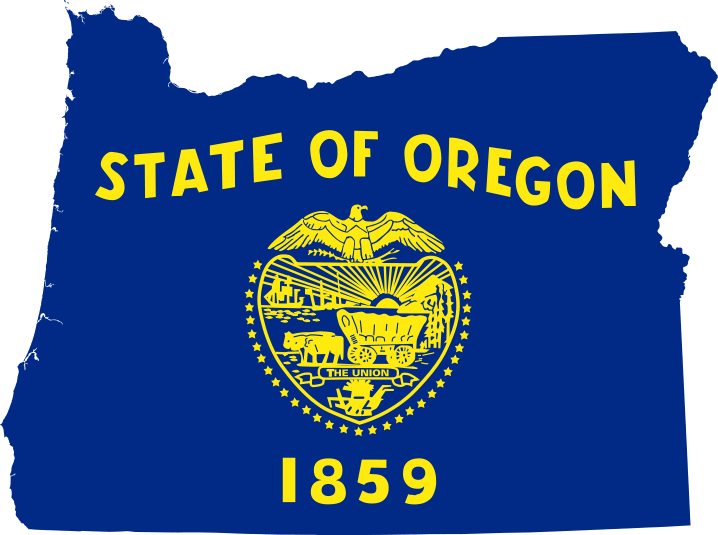 STATE OF OREGON
THE UNION
1859